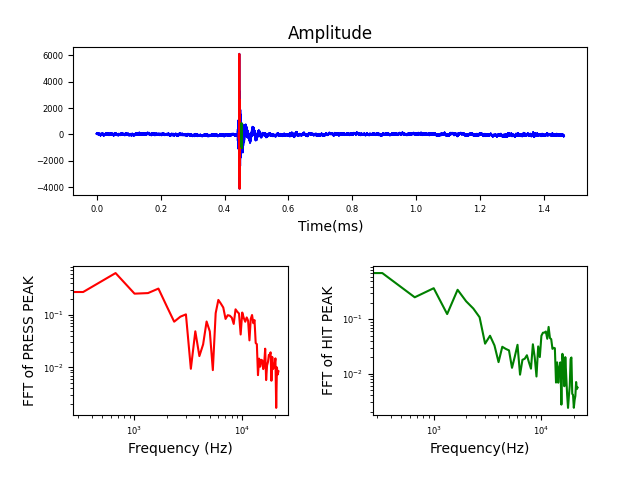 Amplitude
6000
4000
2000
0
−2000
−4000
0.0 0.2 0.4 0.6 0.8 1.0 1.2 1.4
Time(ms)
FFT of PRESS PEAK
10⁻¹
10⁻²
10³ 10⁴
Frequency (Hz)
FFT of HIT PEAK
10⁻¹
10⁻²
10³ 10⁴
Frequency(Hz)